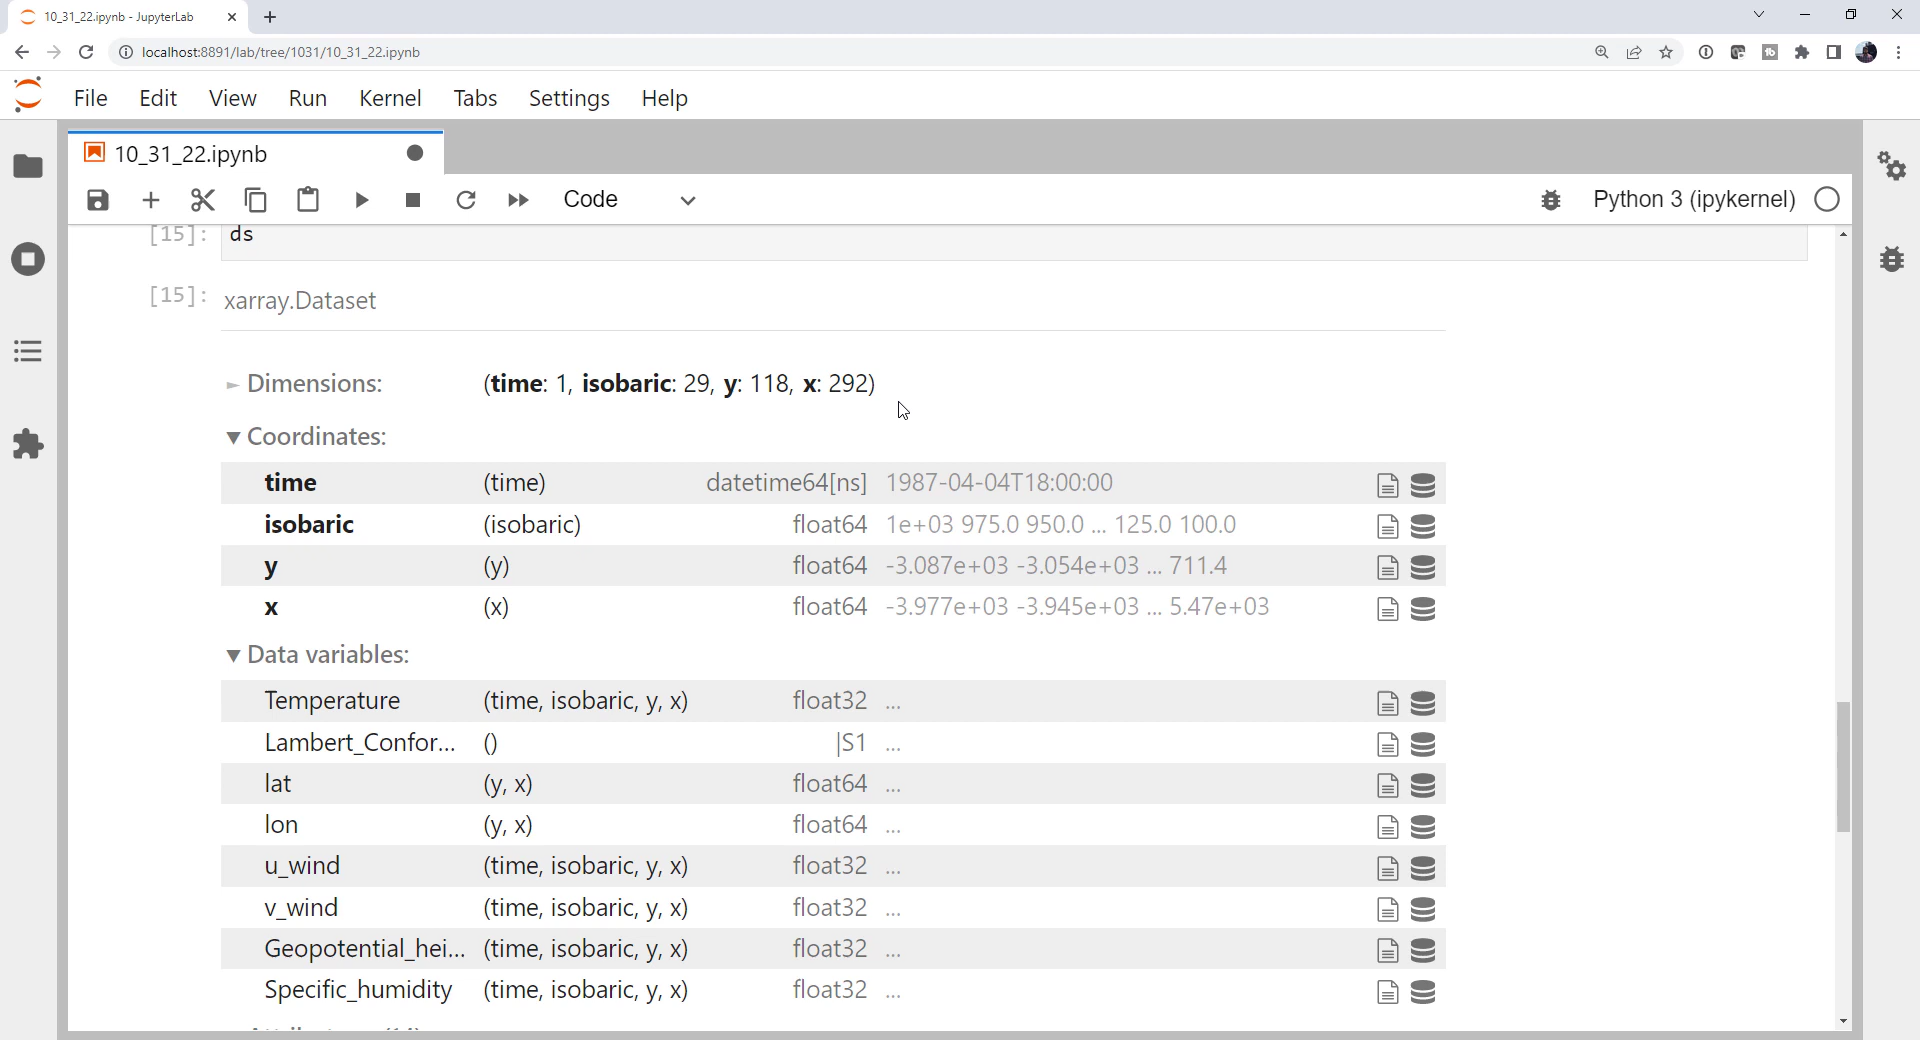 10_31_22.ipynb - JupyterLab
localhost:8891/lab/tree/1031/10_31_22.ipynb
File Edit View Run Kernel Tabs Settings Help
10_31_22.ipynb
Code Python 3 (ipykernel)
[15]: ds
[15]: xarray.Dataset
Dimensions: (time: 1, isobaric: 29, y: 118, x: 292)
Coordinates:
time (time) datetime64[ns] 1987-04-04T18:00:00
isobaric (isobaric) float64 1e+03 975.0 950.0 ... 125.0 100.0
y (y) float64 -3.087e+03 -3.054e+03 ... 711.4
x (x) float64 -3.977e+03 -3.945e+03 ... 5.47e+03
Data variables:
Temperature (time, isobaric, y, x) float32 ...
Lambert_Confor... () |S1 ...
lat (y, x) float64 ...
lon (y, x) float64 ...
u_wind (time, isobaric, y, x) float32 ...
v_wind (time, isobaric, y, x) float32 ...
Geopotential_hei... (time, isobaric, y, x) float32 ...
Specific_humidity (time, isobaric, y, x) float32 ...